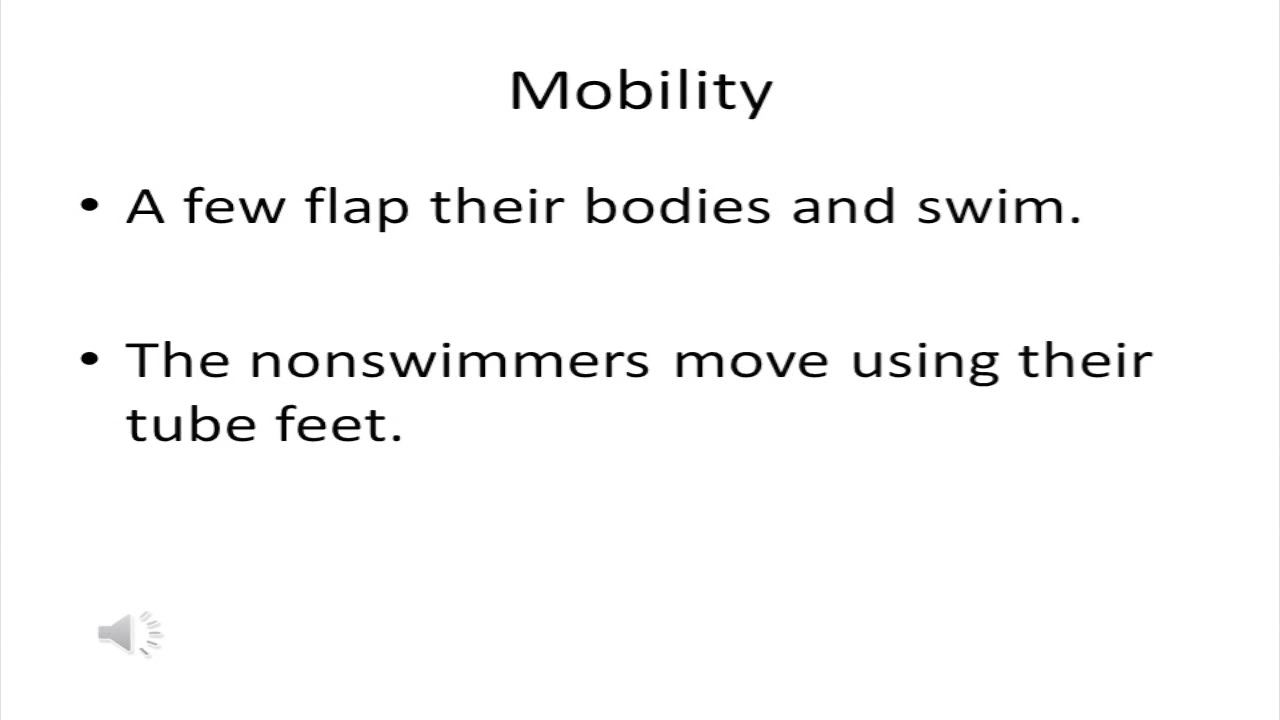 Mobility
• A few flap their bodies and swim.
• The nonswimmers move using their
tube feet.